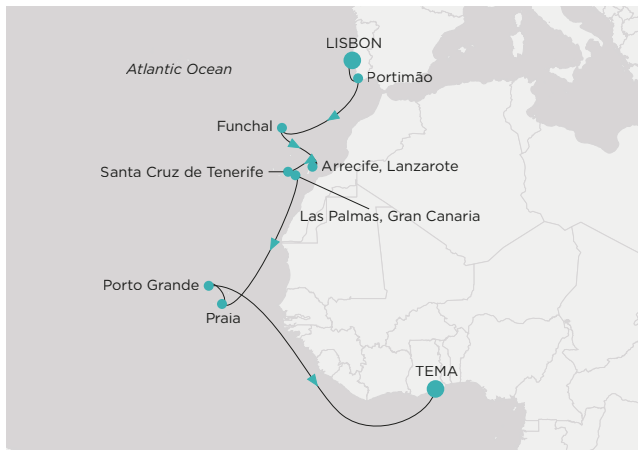 LISBON
Atlantic Ocean
Portimão
Funchal
Arrecife, Lanzarote
Santa Cruz de Tenerife
Las Palmas, Gran Canaria
Porto Grande
Praia
TEMA